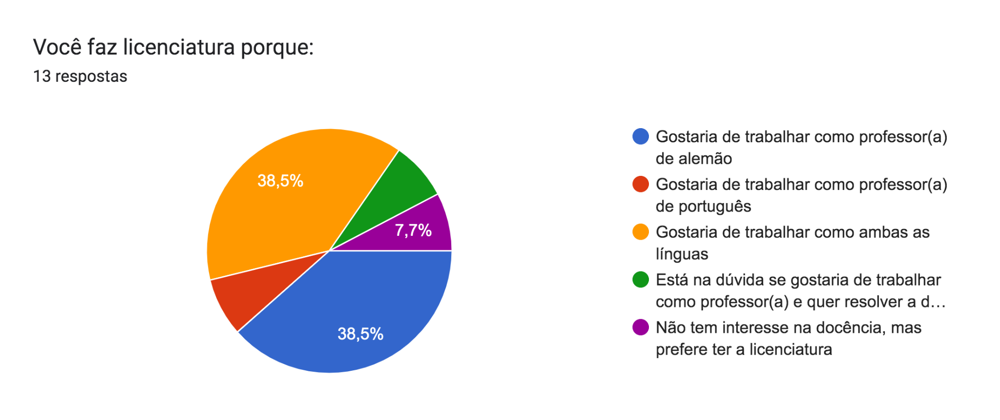 Você faz licenciatura porque:
13 respostas
38,5%
7,7%
38,5%
Gostaria de trabalhar como professor(a)
de alemão
Gostaria de trabalhar como professor(a)
de português
Gostaria de trabalhar como ambas as
línguas
Está na dúvida se gostaria de trabalhar
como professor(a) e quer resolver a d…
Não tem interesse na docência, mas
prefere ter a licenciatura